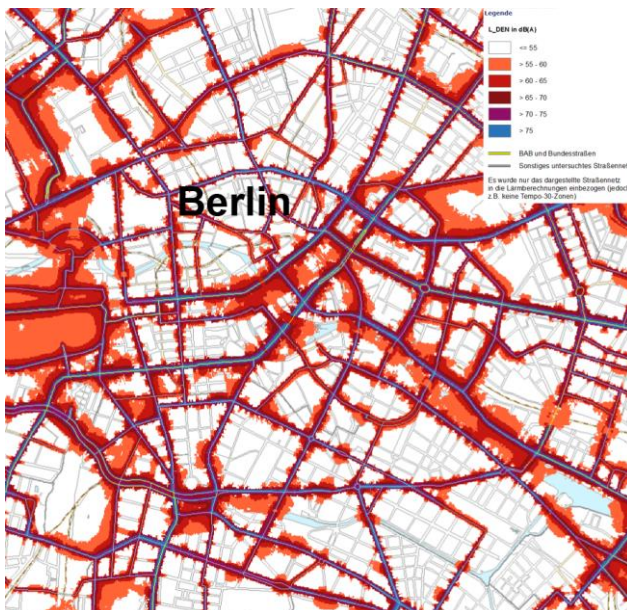 Legende
L_DEN in dB(A)
<= 55
> 55 - 60
> 60 - 65
> 65 - 70
> 70 - 75
> 75
BAB und Bundesstraßen
Sonstiges untersuchtes Straßennetz
Es wurde nur das dargestellte Straßennetz
in die Lärmberechnungen einbezogen (jedoch
z.B. keine Tempo-30-Zonen)
Berlin